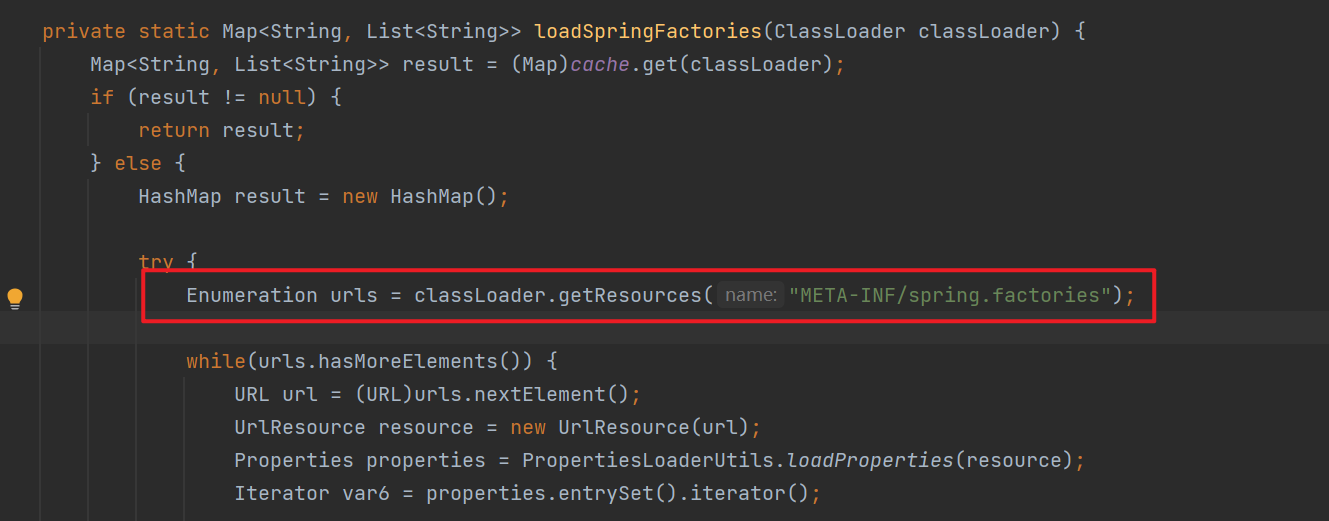 private static Map<String, List<String>> loadSpringFactories(ClassLoader classLoader) {
Map<String, List<String>> result = (Map)cache.get(classLoader);
if (result != null) {
return result;
} else {
HashMap result = new HashMap();
try {
Enumeration urls = classLoader.getResources( name: "META-INF/spring.factories");
while(urls.hasMoreElements()) {
URL url = (URL)urls.nextElement();
UrlResource resource = new UrlResource(url);
Properties properties = PropertiesLoaderUtils.loadProperties(resource);
Iterator var6 = properties.entrySet().iterator();